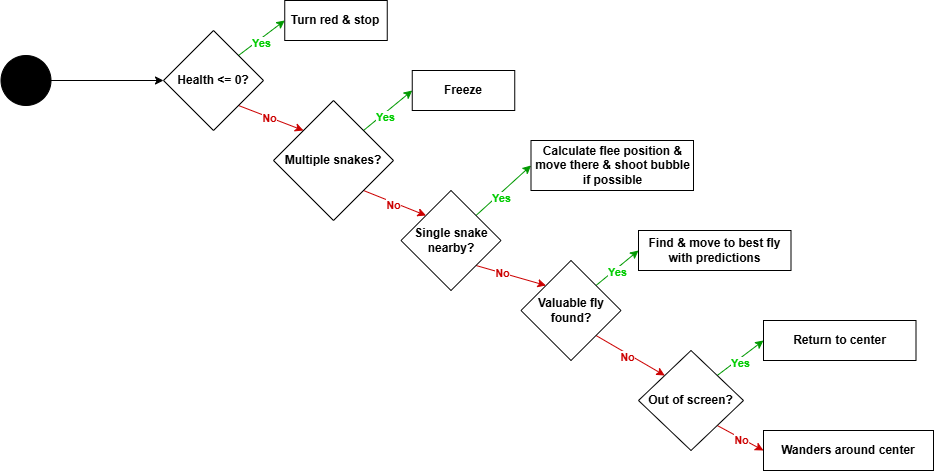 Turn red & stop
Yes
Health <= 0?
No
Freeze
Yes
Multiple snakes?
No
Calculate flee position &
move there & shoot bubble
if possible
Yes
Single snake
nearby?
No
Find & move to best fly
with predictions
Yes
Valuable fly
found?
No
Return to center
Yes
Out of screen?
No
Wanders around center